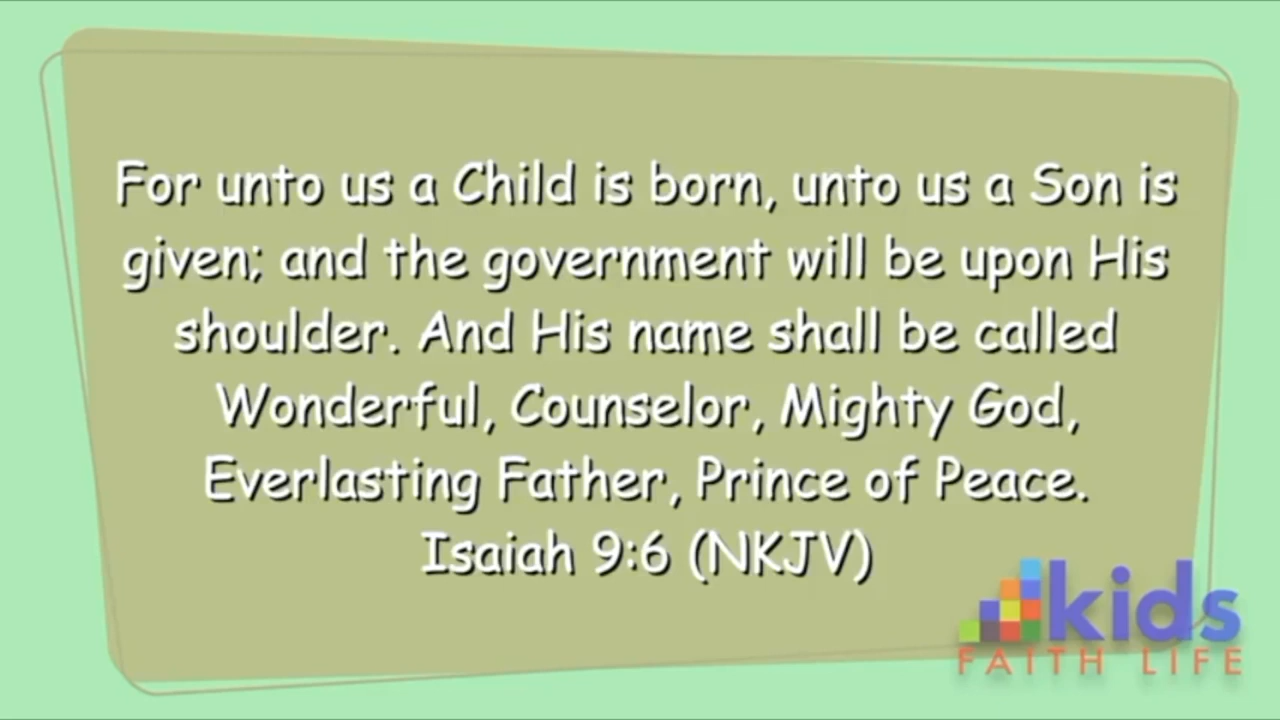 For unto us a Child is born, unto us a Son is
given; and the government will be upon His
shoulder. And His name shall be called
Wonderful, Counselor, Mighty God,
Everlasting Father, Prince of Peace.
Isaiah 9:6 (NKJV)
kids
FAITH LIFE